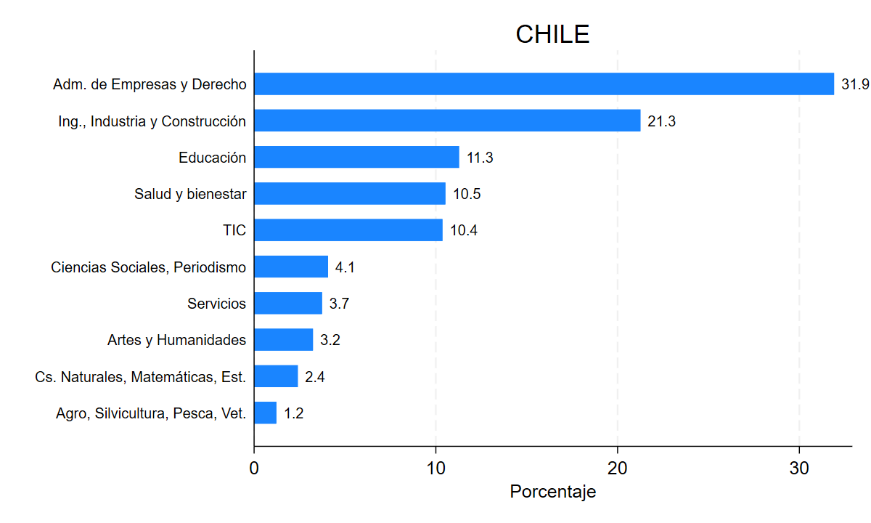 CHILE
Adm. de Empresas y Derecho 31.9
Ing., Industria y Construcción 21.3
Educación 11.3
Salud y bienestar 10.5
TIC 10.4
Ciencias Sociales, Periodismo 4.1
Servicios 3.7
Artes y Humanidades 3.2
Cs. Naturales, Matemáticas, Est. 2.4
Agro, Silvicultura, Pesca, Vet. 1.2
0 10 20 30
Porcentaje